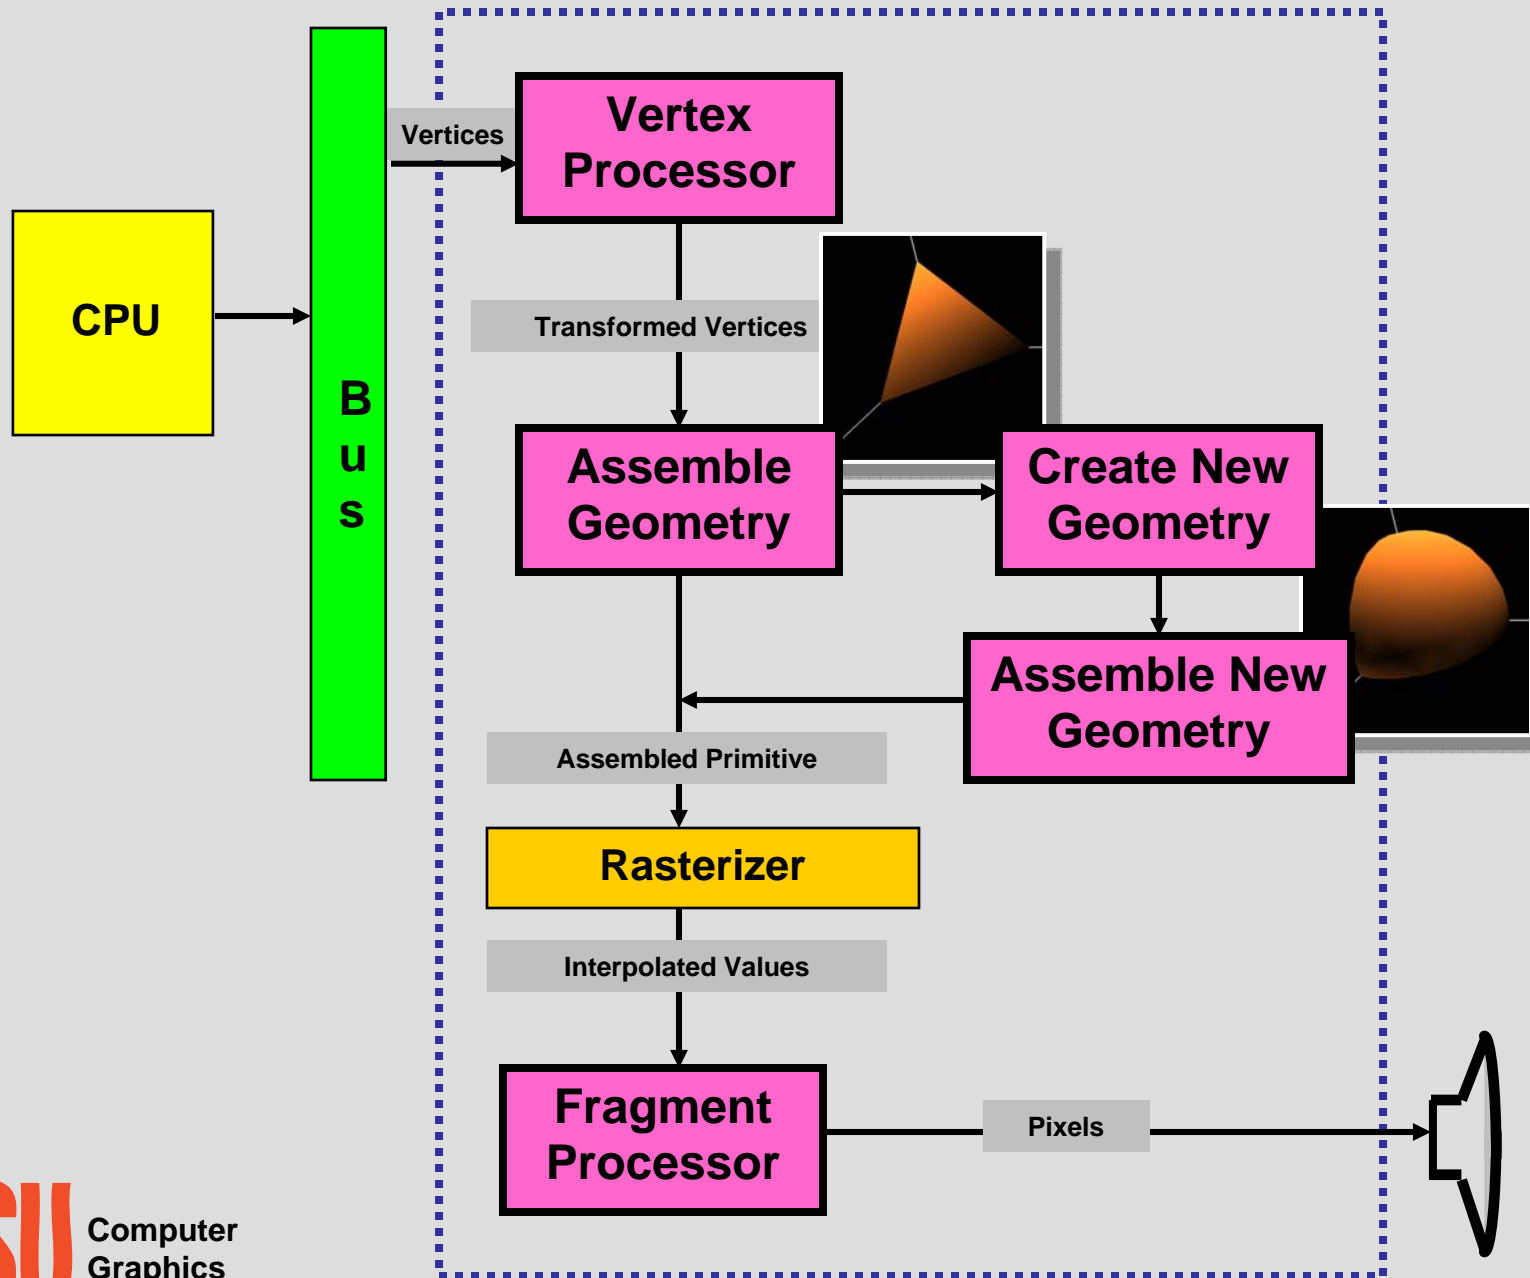 Vertices
Vertex
Processor
CPU
Transformed Vertices
B
u
s
Assemble
Geometry
Create New
Geometry
Assemble New
Geometry
Assembled Primitive
Rasterizer
Interpolated Values
Fragment
Processor
Pixels
SU
Computer
Graphics